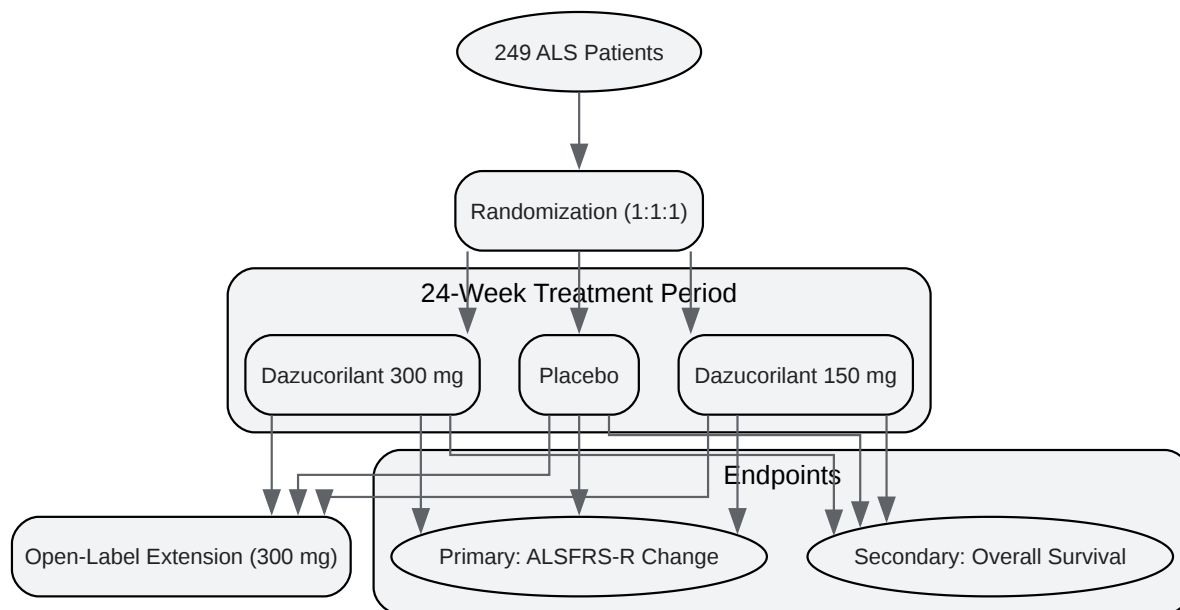 249 ALS Patients
Randomization (1:1:1)
24-Week Treatment Period
Dazucorilant 300 mg
Placebo
Dazucorilant 150 mg
Endpoints
Open-Label Extension (300 mg)
Primary: ALSFRS-R Change
Secondary: Overall Survival